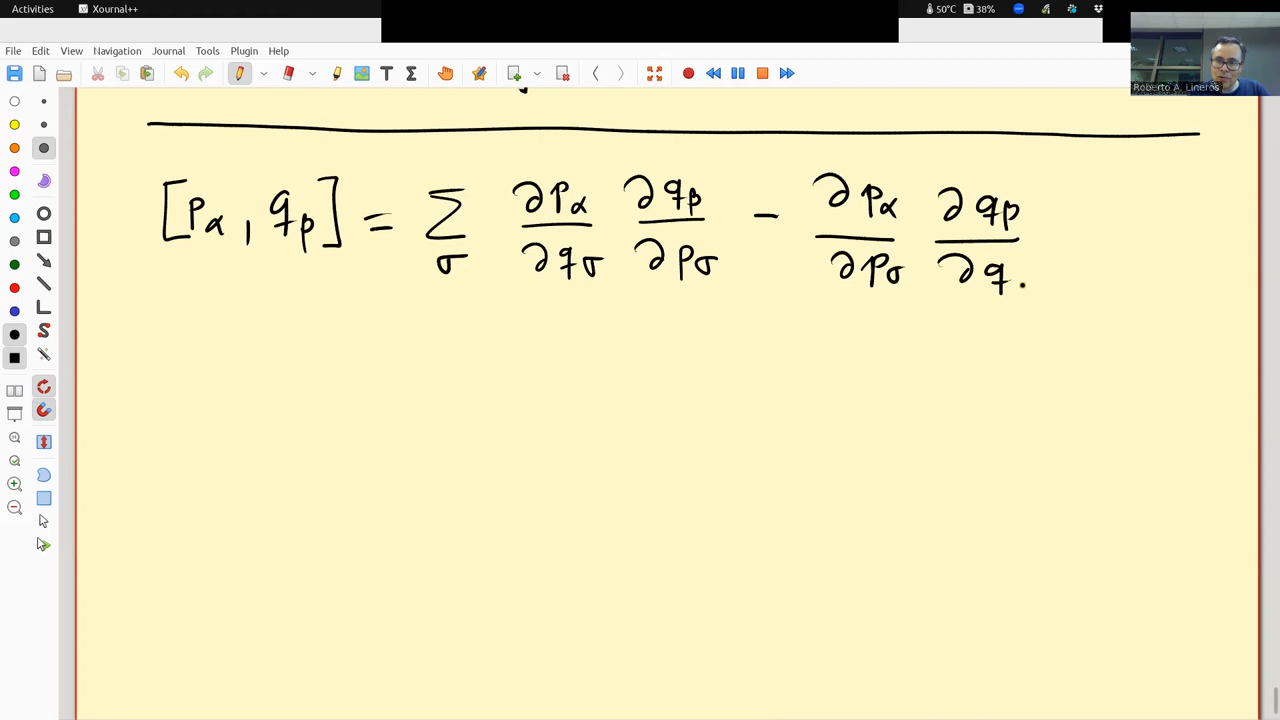 Activities Xournal++ 50°C 38%
File Edit View Navigation Journal Tools Plugin Help
Roberto A. Lineros
[pα , qβ] = Σσ ∂pα/∂qσ ∂qβ/∂pσ − ∂pα/∂pσ ∂qβ/∂q